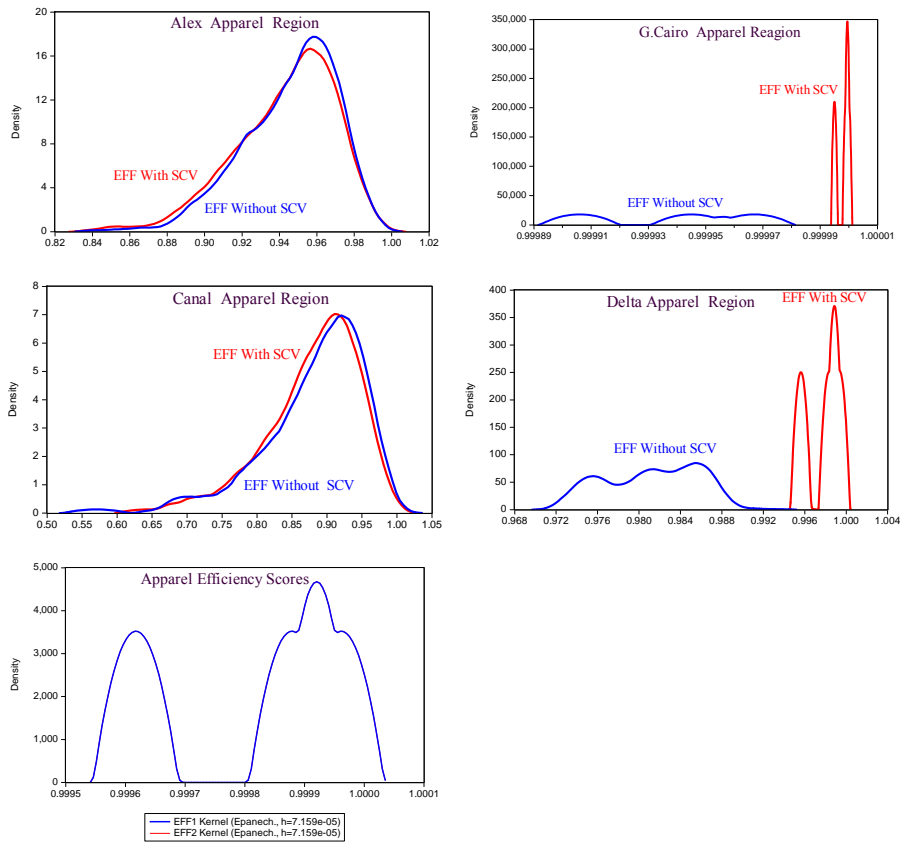 Alex Apparel Region
20
16
12
8
4
0
Density
EFF With SCV
EFF Without SCV
0.82 0.84 0.86 0.88 0.90 0.92 0.94 0.96 0.98 1.00 1.02
G.Cairo Apparel Reagion
350,000
300,000
250,000
200,000
150,000
100,000
50,000
0
Density
EFF With SCV
EFF Without SCV
0.99989 0.99991 0.99993 0.99995 0.99997 0.99999 1.00001
Canal Apparel Region
8
7
6
5
4
3
2
1
0
Density
EFF With SCV
EFF Without SCV
0.50 0.55 0.60 0.65 0.70 0.75 0.80 0.85 0.90 0.95 1.00 1.05
Delta Apparel Region
400
350
300
250
200
150
100
50
0
Density
EFF With SCV
EFF Without SCV
0.968 0.972 0.976 0.980 0.984 0.988 0.992 0.996 1.000 1.004
Apparel Efficiency Scores
5,000
4,000
3,000
2,000
1,000
0
Density
0.9995 0.9996 0.9997 0.9998 0.9999 1.0000 1.0001
EFF1 Kernel (Epanech., h=7.159e-05)
EFF2 Kernel (Epanech., h=7.159e-05)